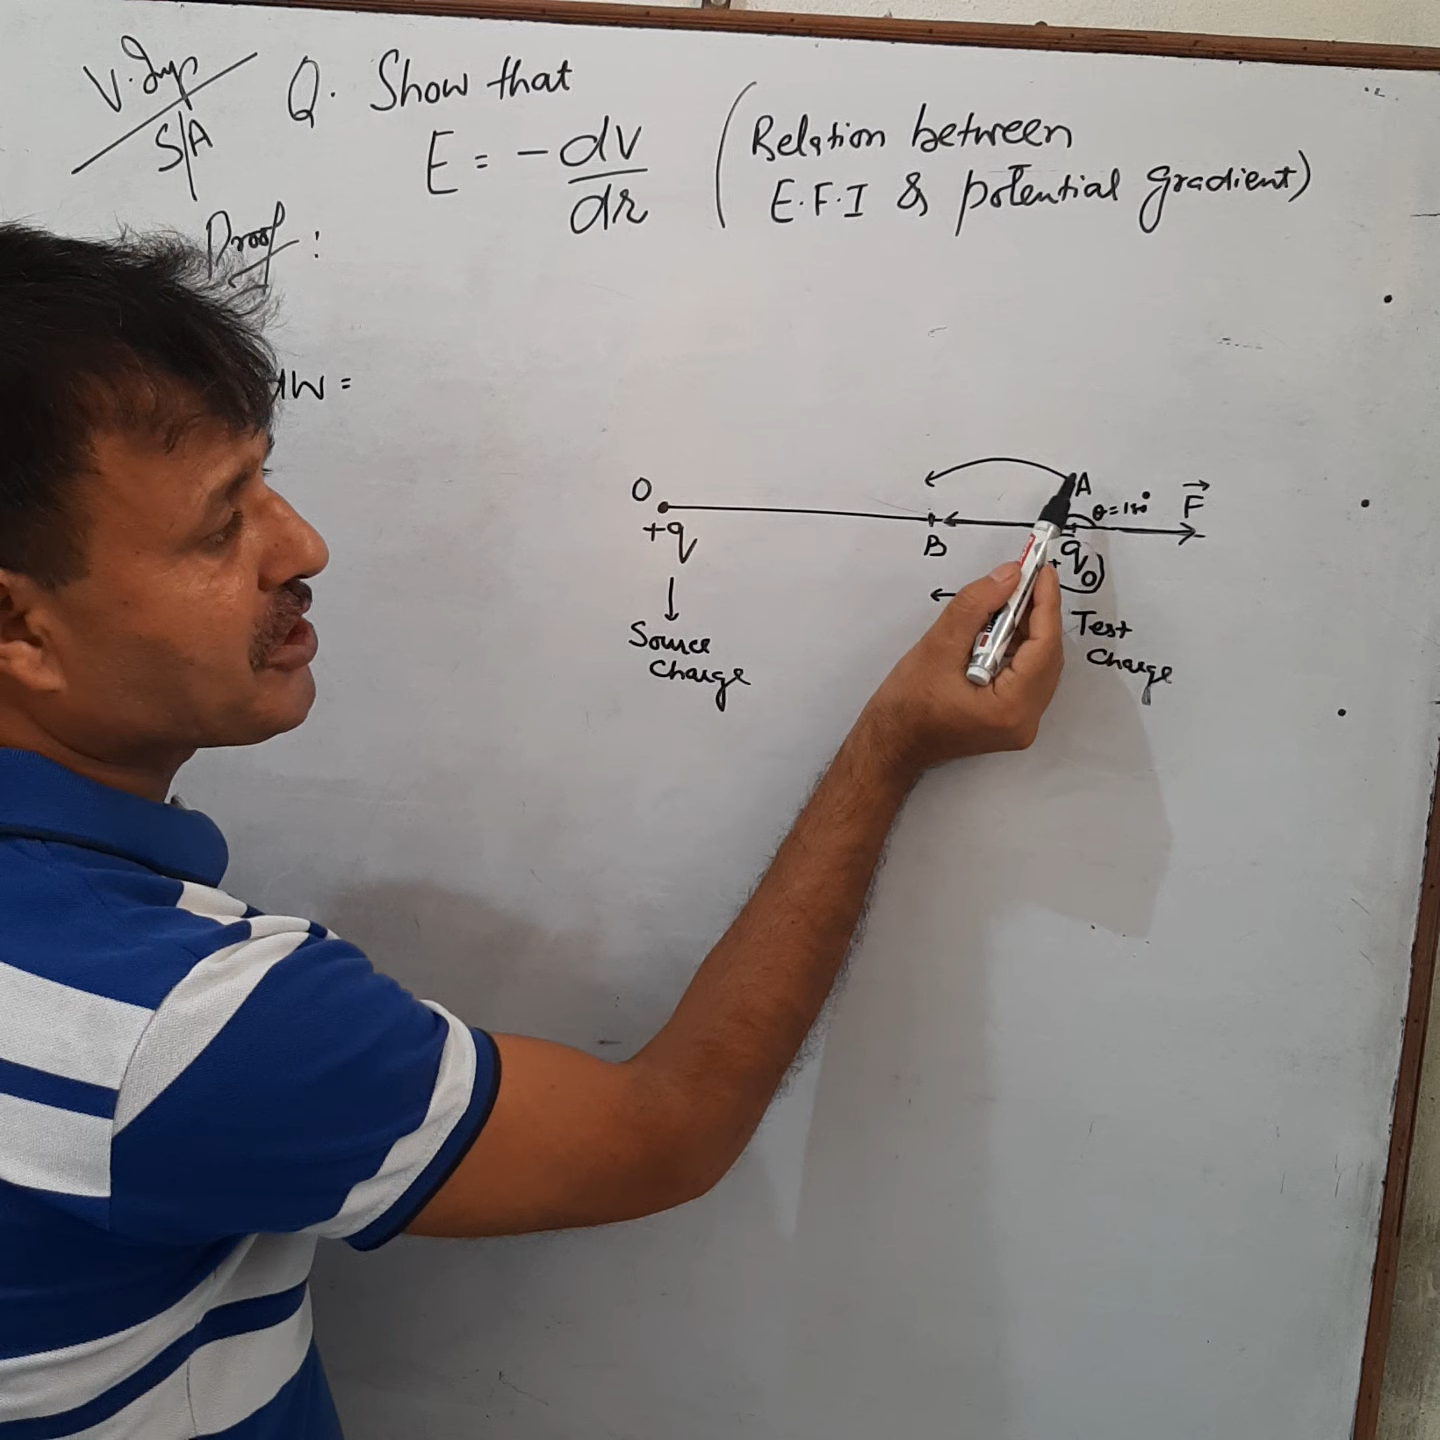 V. Imp
S/A
Q. Show that
E = - dV/dr
(Relation between
E.F.I & potential gradient)
Proof :
dW =
O
A
θ = 180°
F
+q
B
+q0
Source
Charge
Test
Charge